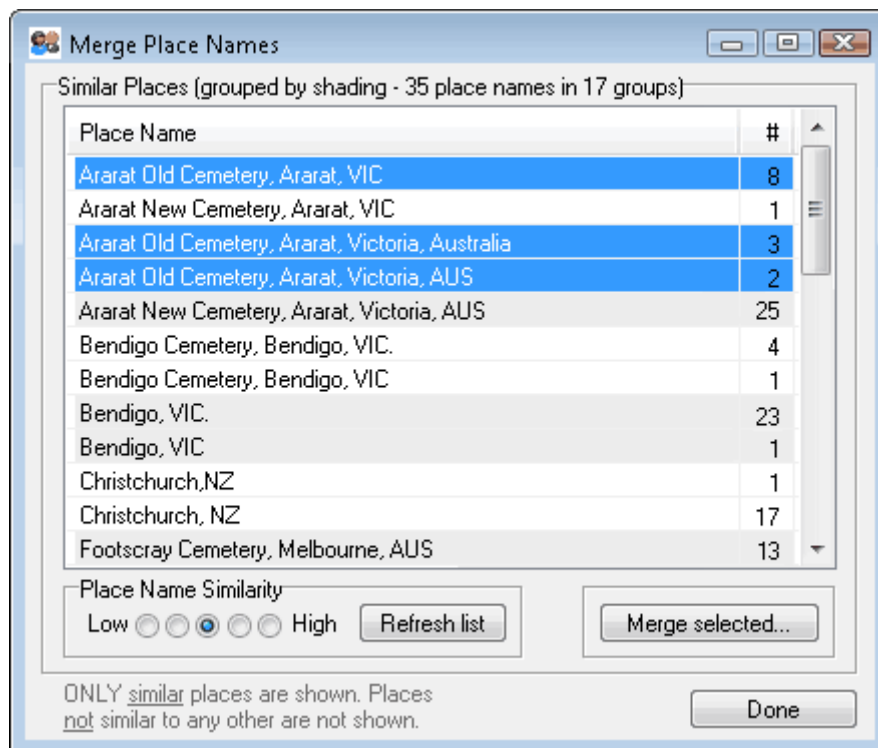 Merge Place Names
Similar Places (grouped by shading - 35 place names in 17 groups)
Place Name #
Ararat Old Cemetery, Ararat, VIC 8
Ararat New Cemetery, Ararat, VIC 1
Ararat Old Cemetery, Ararat, Victoria, Australia 3
Ararat Old Cemetery, Ararat, Victoria, AUS 2
Ararat New Cemetery, Ararat, Victoria, AUS 25
Bendigo Cemetery, Bendigo, VIC. 4
Bendigo Cemetery, Bendigo, VIC 1
Bendigo, VIC. 23
Bendigo, VIC 1
Christchurch,NZ 1
Christchurch, NZ 17
Footscray Cemetery, Melbourne, AUS 13
Place Name Similarity
Low High Refresh list Merge selected...
ONLY similar places are shown. Places
not similar to any other are not shown.
Done